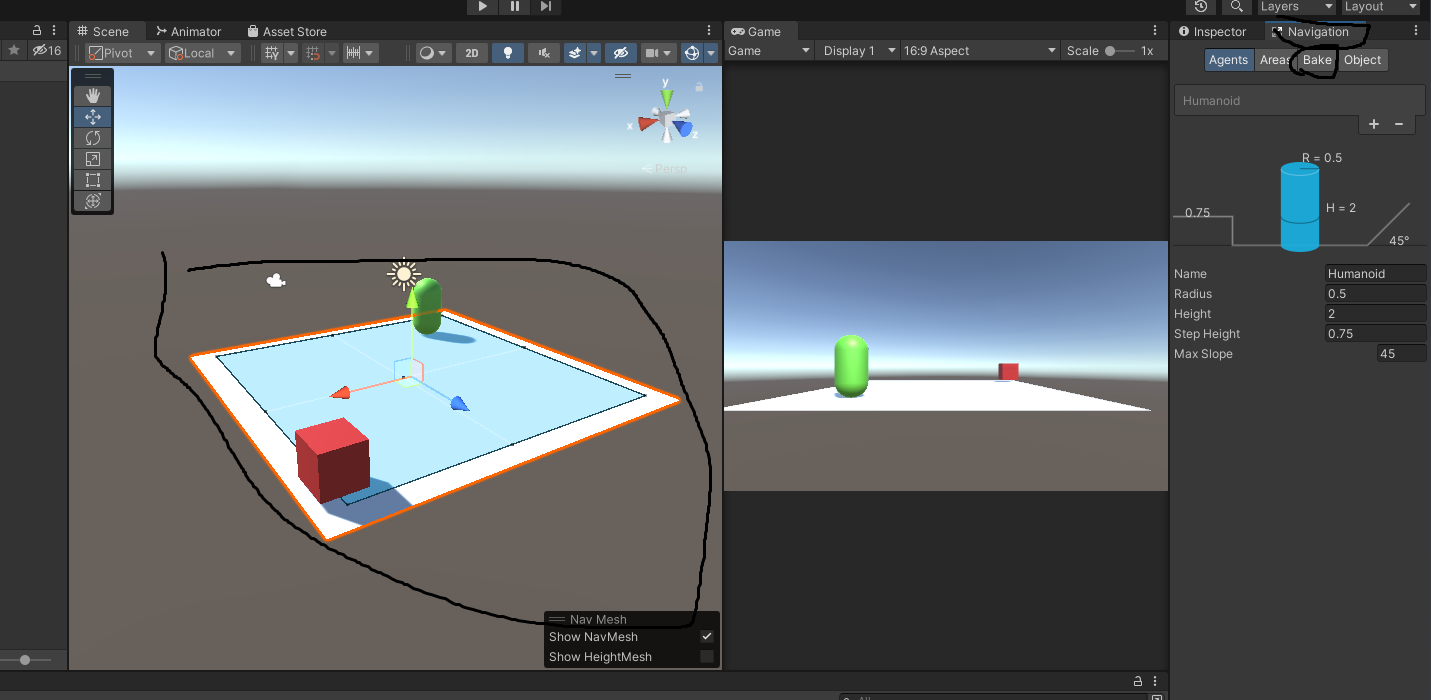 Layers
Layout
16
Scene
Animator
Asset Store
Pivot
Local
2D
y
x
z
Persp
Nav Mesh
Show NavMesh
Show HeightMesh
Game
Game
Display 1
16:9 Aspect
Scale
1x
Inspector
Navigation
Agents
Areas
Bake
Object
Humanoid
R = 0.5
0.75
H = 2
45°
Name
Humanoid
Radius
0.5
Height
2
Step Height
0.75
Max Slope
45